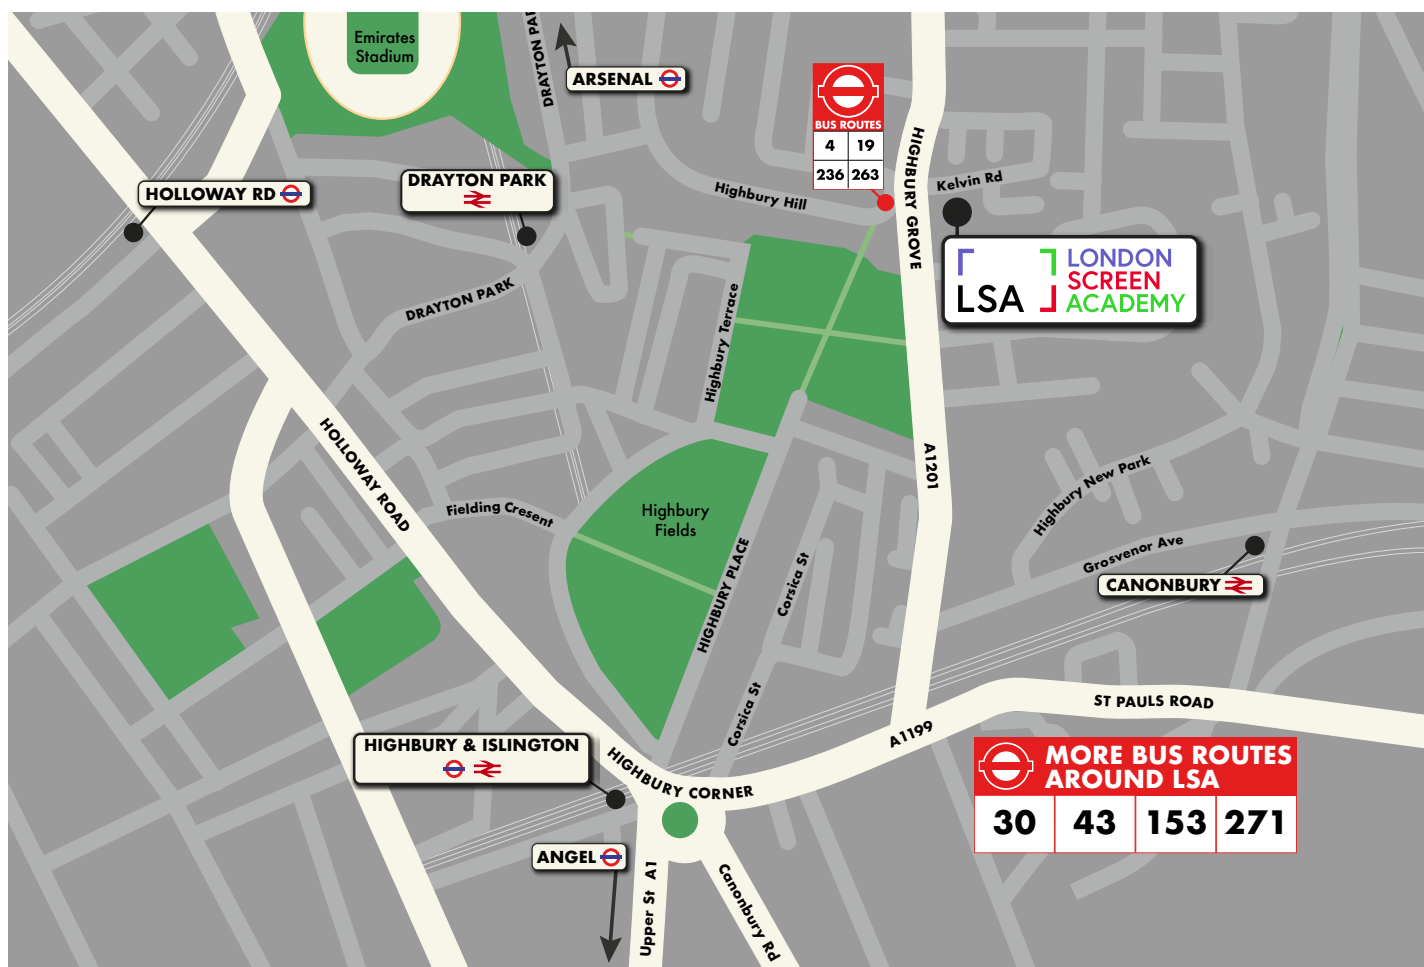 Emirates
Stadium
DRAYTON PAR
ARSENAL
BUS ROUTES
4 19
236 263
HIGHBURY GROVE
Kelvin Rd
Highbury Hill
HOLLOWAY RD
DRAYTON PARK
LSA
LONDON
SCREEN
ACADEMY
DRAYTON PARK
Highbury Terrace
HOLLOWAY ROAD
A1201
Highbury New Park
Fielding Cresent
Highbury
Fields
HIGHBURY PLACE
Corsica St
Grosvenor Ave
CANONBURY
Corsica St
ST PAULS ROAD
A1199
HIGHBURY & ISLINGTON
HIGHBURY CORNER
MORE BUS ROUTES
AROUND LSA
30 43 153 271
ANGEL
Upper St A1
Canonbury Rd